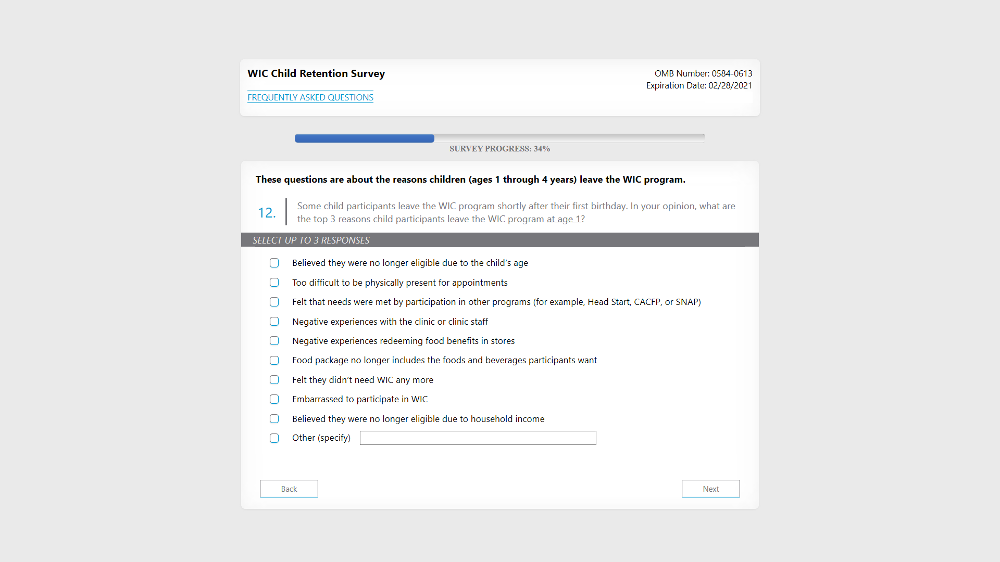 WIC Child Retention Survey
OMB Number: 0584-0613
Expiration Date: 02/28/2021
FREQUENTLY ASKED QUESTIONS
SURVEY PROGRESS: 34%
These questions are about the reasons children (ages 1 through 4 years) leave the WIC program.
12.
Some child participants leave the WIC program shortly after their first birthday. In your opinion, what are
the top 3 reasons child participants leave the WIC program at age 1?
SELECT UP TO 3 RESPONSES
Believed they were no longer eligible due to the child’s age
Too difficult to be physically present for appointments
Felt that needs were met by participation in other programs (for example, Head Start, CACFP, or SNAP)
Negative experiences with the clinic or clinic staff
Negative experiences redeeming food benefits in stores
Food package no longer includes the foods and beverages participants want
Felt they didn’t need WIC any more
Embarrassed to participate in WIC
Believed they were no longer eligible due to household income
Other (specify)
Back
Next